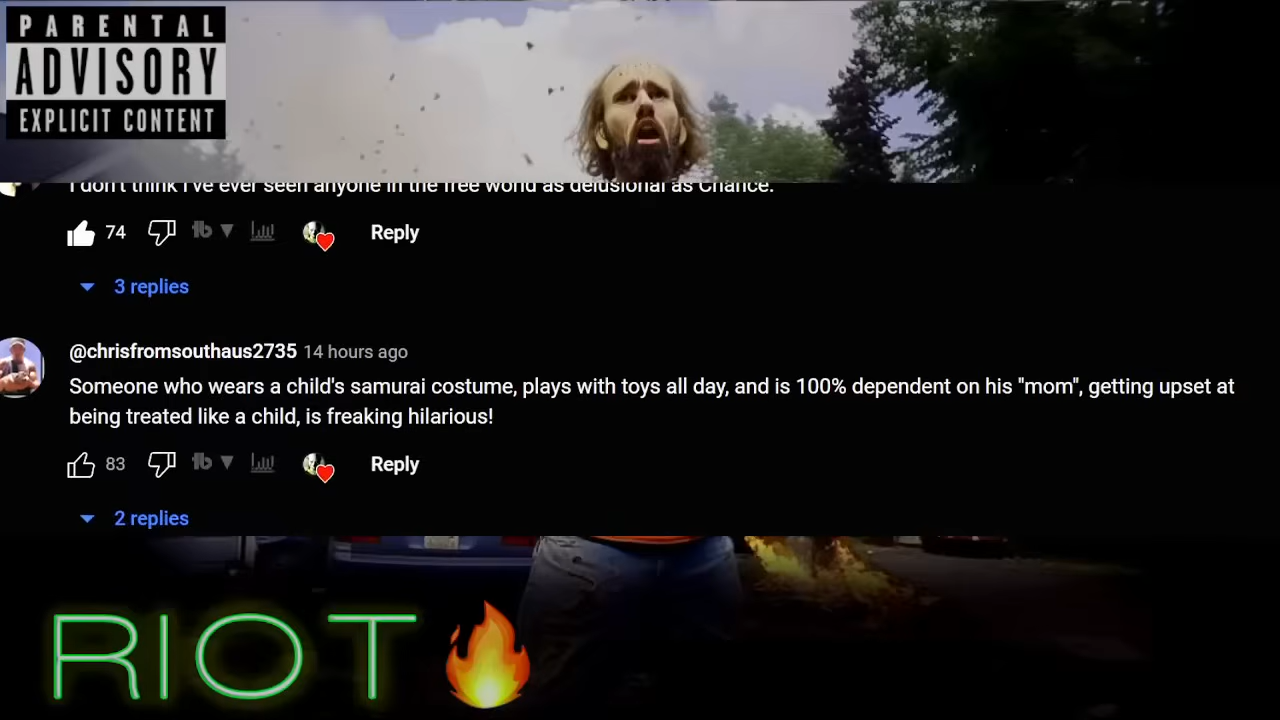 PARENTAL
ADVISORY
EXPLICIT CONTENT
I don't think I've ever seen anyone in the free world as delusional as Chance.
74
Reply
3 replies
@chrisfromsouthaus2735 14 hours ago
Someone who wears a child's samurai costume, plays with toys all day, and is 100% dependent on his "mom", getting upset at
being treated like a child, is freaking hilarious!
83
Reply
2 replies
RIOT